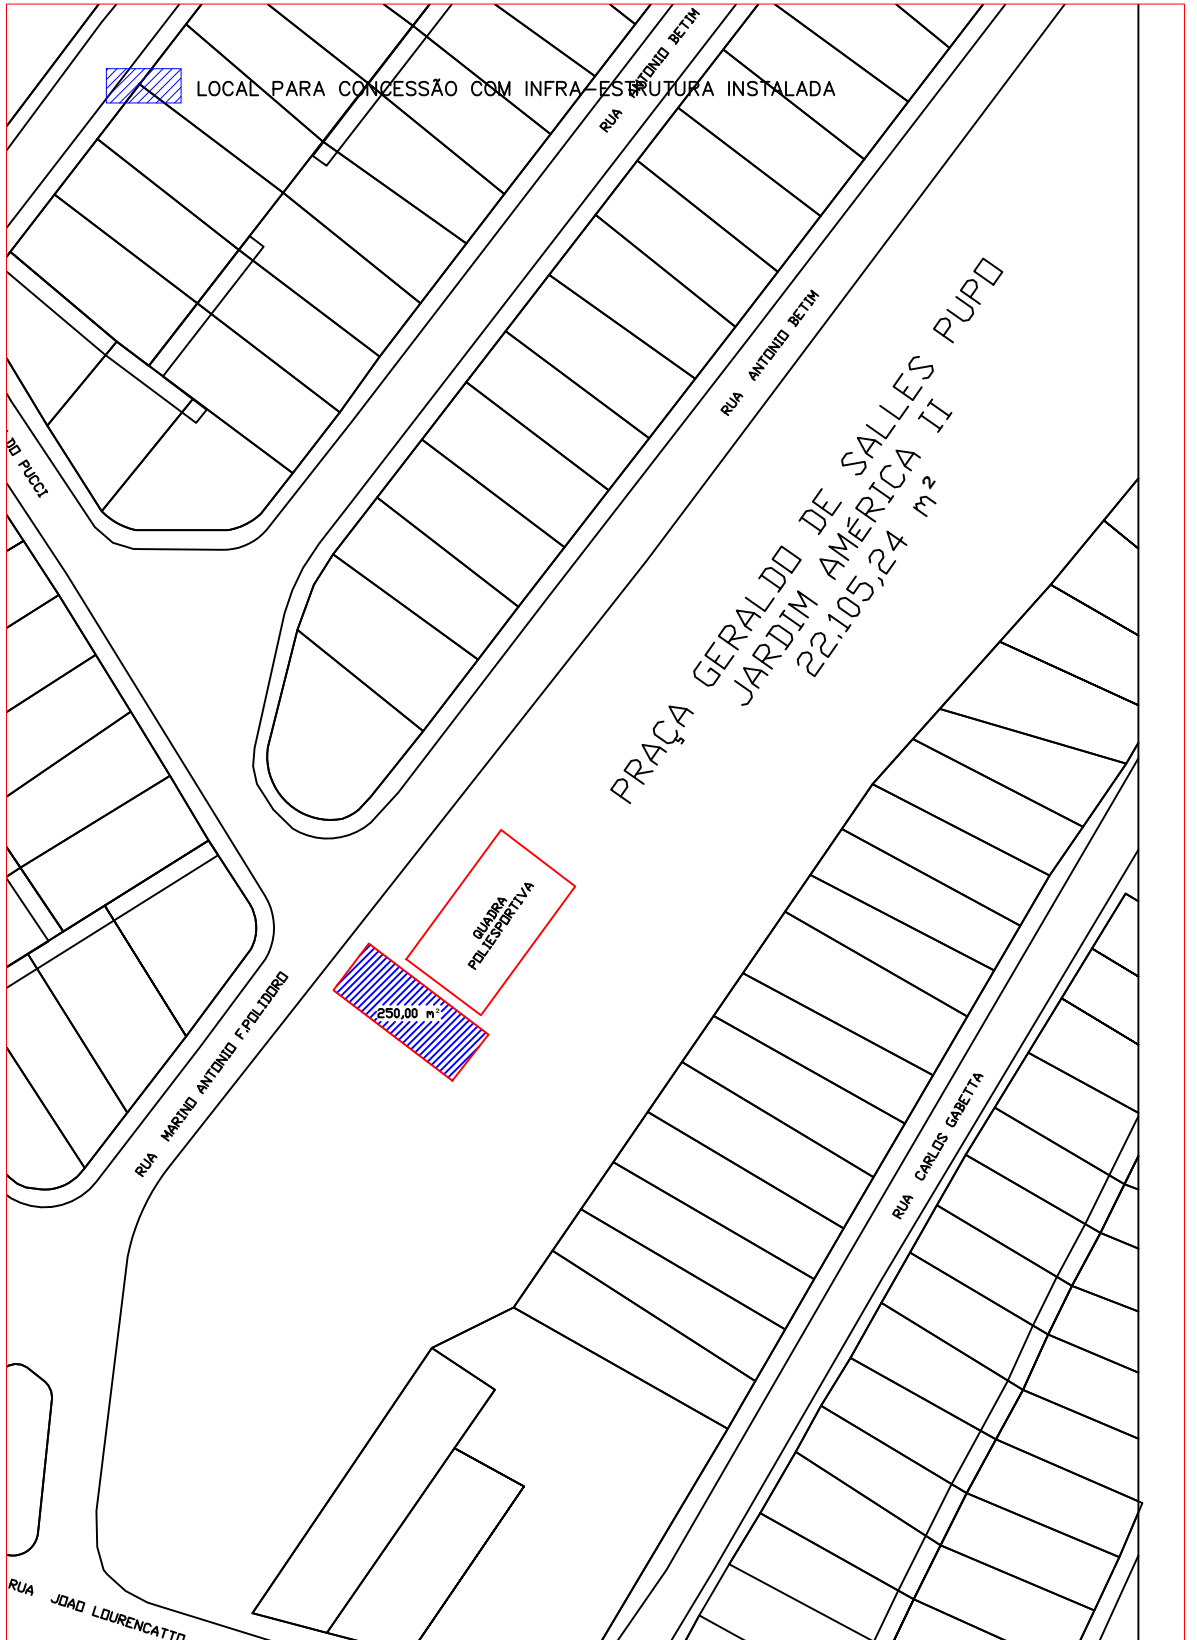 LOCAL PARA CONCESSÃO COM INFRA-ESTRUTURA INSTALADA
RUA ANTONIO BETIM
RUA ANTONIO BETIM
PRAÇA GERALDO DE SALLES PUPO
JARDIM AMÉRICA II
22.105,24 m²
DO PUCCI
QUADRA
POLIESPORTIVA
250,00 m²
RUA MARINO ANTONIO F.POLIDORO
RUA CARLOS GABETTA
RUA JOAO LOURENCATTO